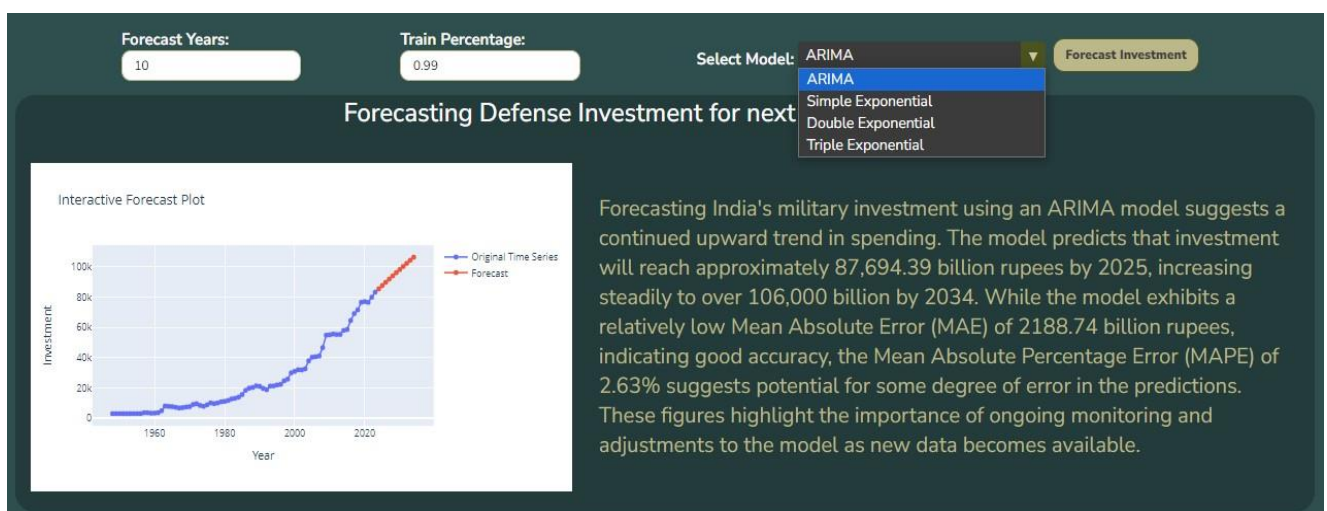 Forecast Years:
10
Train Percentage:
0.99
Select Model:
ARIMA
▼
Forecast Investment
ARIMA
Simple Exponential
Double Exponential
Triple Exponential
Forecasting Defense Investment for next
Interactive Forecast Plot
Original Time Series
Forecast
100k
80k
60k
40k
20k
0
Investment
1960 1980 2000 2020
Year
Forecasting India's military investment using an ARIMA model suggests a
continued upward trend in spending. The model predicts that investment
will reach approximately 87,694.39 billion rupees by 2025, increasing
steadily to over 106,000 billion by 2034. While the model exhibits a
relatively low Mean Absolute Error (MAE) of 2188.74 billion rupees,
indicating good accuracy, the Mean Absolute Percentage Error (MAPE) of
2.63% suggests potential for some degree of error in the predictions.
These figures highlight the importance of ongoing monitoring and
adjustments to the model as new data becomes available.